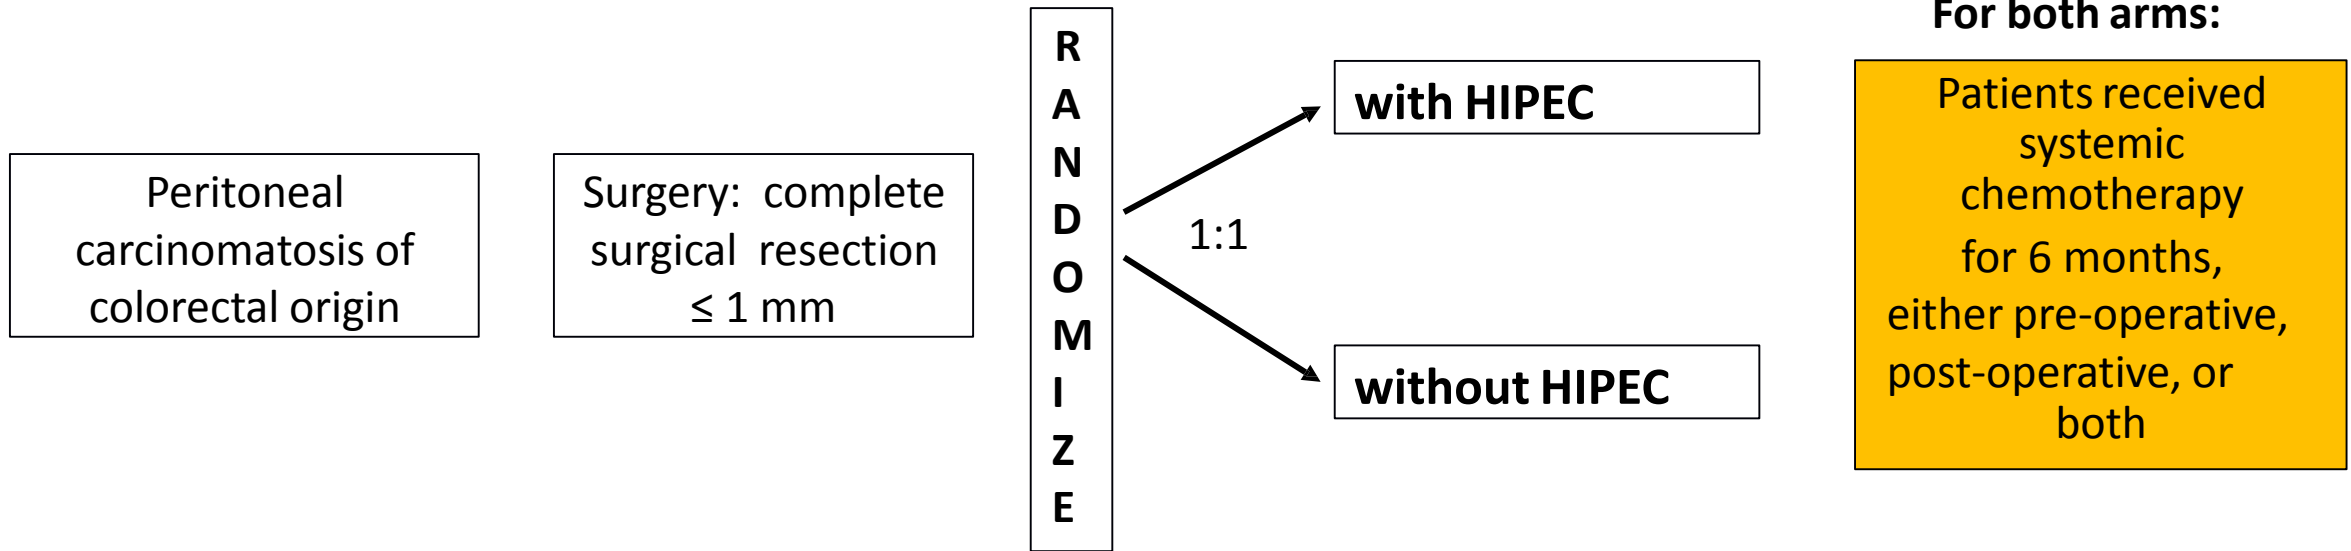 Peritoneal
carcinomatosis of
colorectal origin
Surgery: complete
surgical resection
≤ 1 mm
R
A
N
D
O
M
I
Z
E
1:1
with HIPEC
without HIPEC
For both arms:
Patients received
systemic
chemotherapy
for 6 months,
either pre-operative,
post-operative, or
both